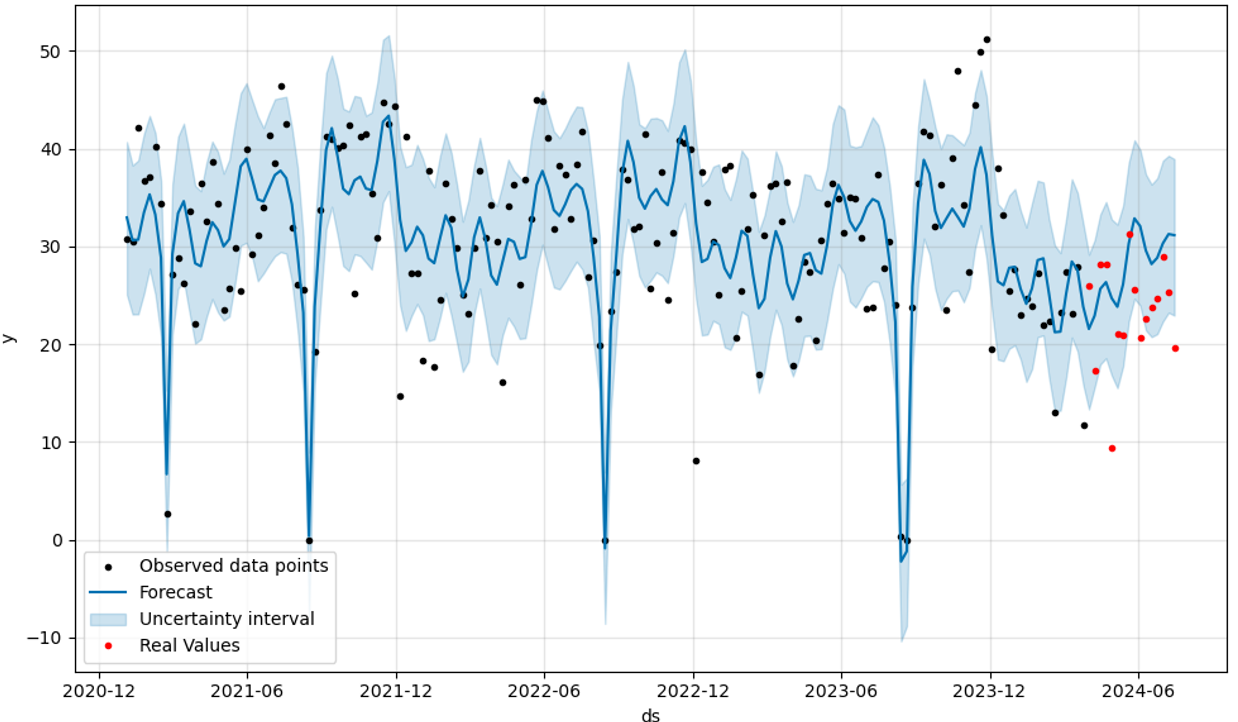 50
40
30
20
10
0
−10
y
Observed data points
Forecast
Uncertainty interval
Real Values
2020-12 2021-06 2021-12 2022-06 2022-12 2023-06 2023-12 2024-06
ds